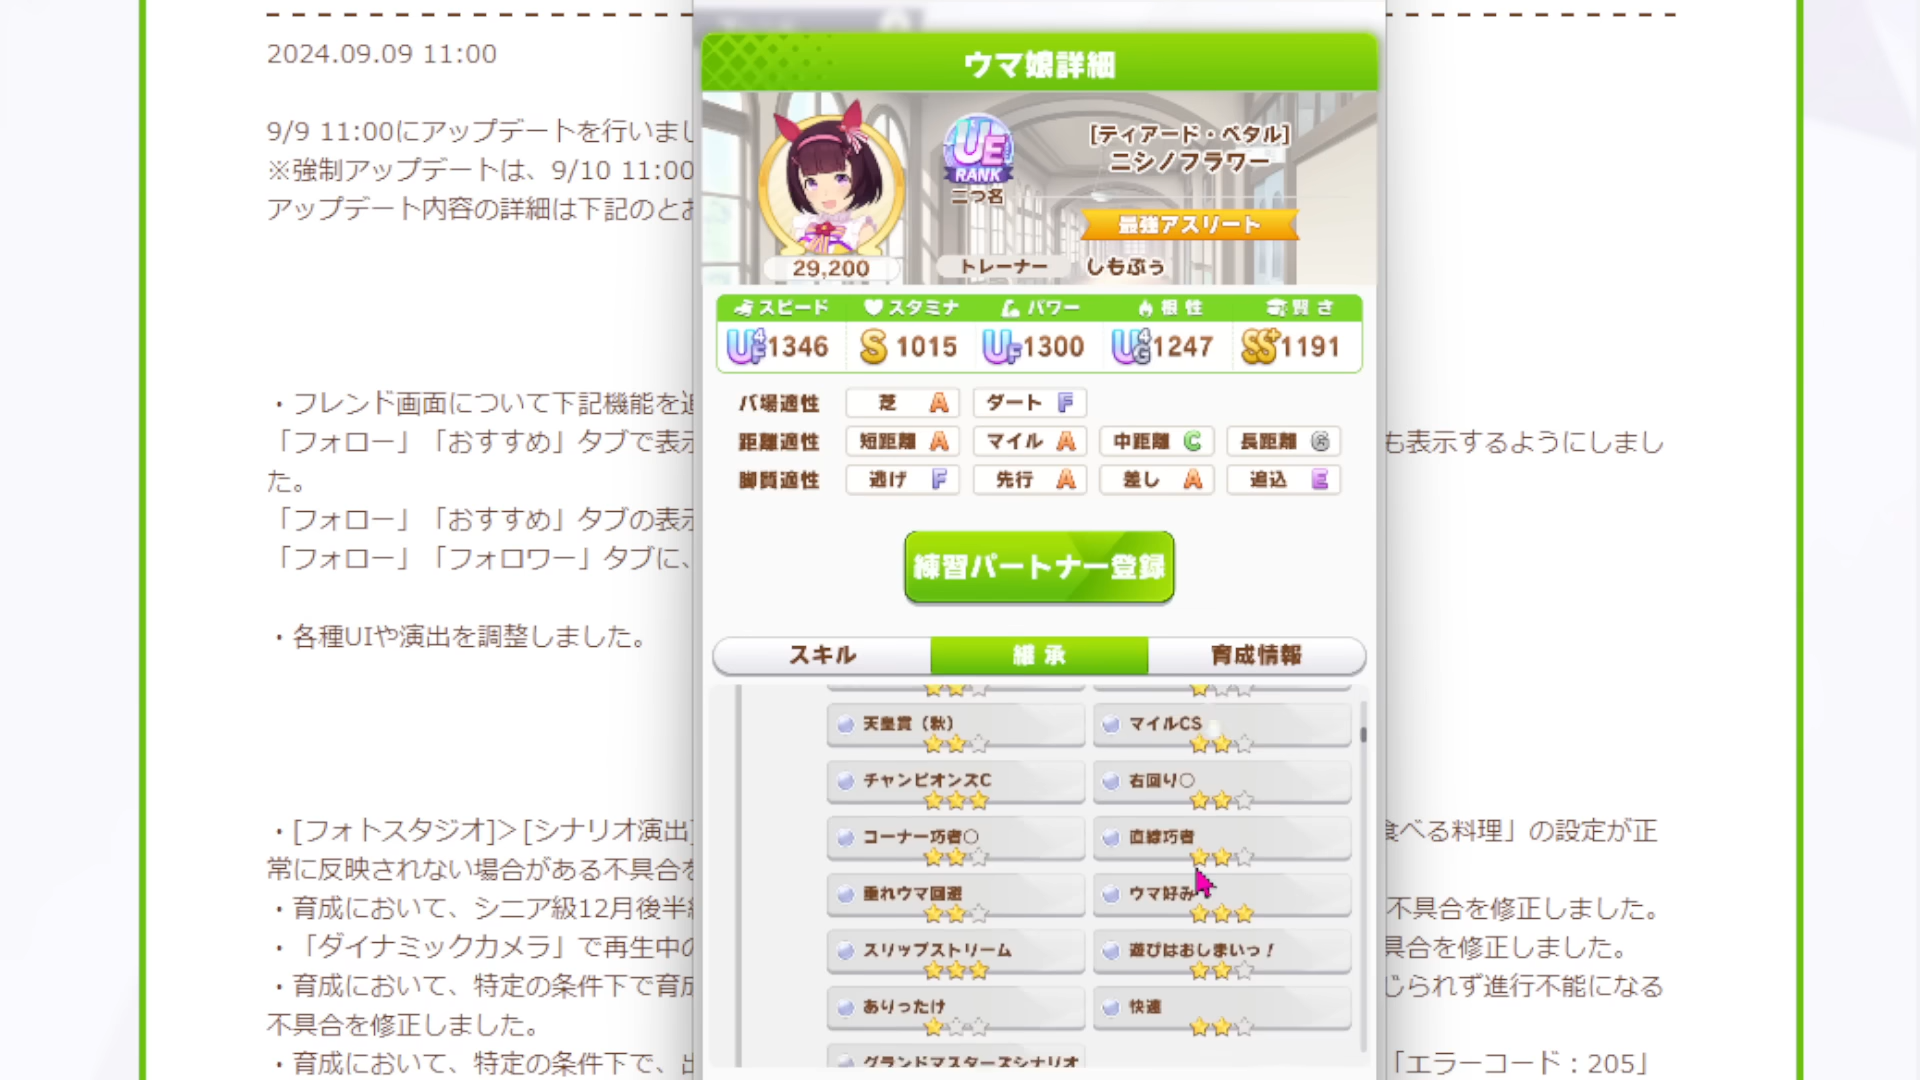 2024.09.09 11:00
9/9 11:00にアップデートを行いまし
※強制アップデートは、9/10 11:00
アップデート内容の詳細は下記のとお
・フレンド画面について下記機能を追
「フォロー」「おすすめ」タブで表示
も表示するようにしまし
た。
「フォロー」「おすすめ」タブの表示
「フォロー」「フォロワー」タブに、
・各種UIや演出を調整しました。
・[フォトスタジオ]>[シナリオ演出]
食べる料理」の設定が正
常に反映されない場合がある不具合を
・育成において、シニア級12月後半
不具合を修正しました。
・「ダイナミックカメラ」で再生中の
具合を修正しました。
・育成において、特定の条件下で育成
じられず進行不能になる
不具合を修正しました。
・育成において、特定の条件下で、出
「エラーコード：205」
ウマ娘詳細
UE
RANK
二つ名
[ティアード・ペタル]
ニシノフラワー
最強アスリート
29,200
トレーナー
しもぶぅ
スピード スタミナ パワー 根性 賢さ
UF4 1346 S 1015 UF 1300 UG4 1247 SS+ 1191
バ場適性 芝 A ダート F
距離適性 短距離 A マイル A 中距離 C 長距離 G
脚質適性 逃げ F 先行 A 差し A 追込 E
練習パートナー登録
スキル 継承 育成情報
天皇賞（秋） マイルCS
チャンピオンズC 右回り○
コーナー巧者○ 直線巧者
垂れウマ回避 ウマ好み
スリップストリーム 遊びはおしまいっ！
ありったけ 快速
グランドマスターズシナリオ